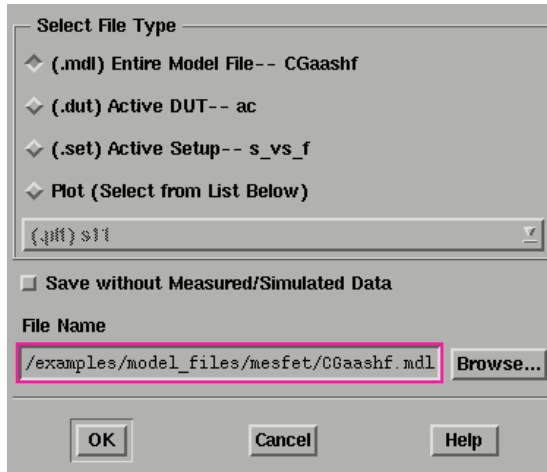 Select File Type
(.mdl) Entire Model File-- CGaashf
(.dut) Active DUT-- ac
(.set) Active Setup-- s_vs_f
Plot (Select from List Below)
(.plt) s11
Save without Measured/Simulated Data
File Name
/examples/model_files/mesfet/CGaashf.mdl Browse...
OK Cancel Help